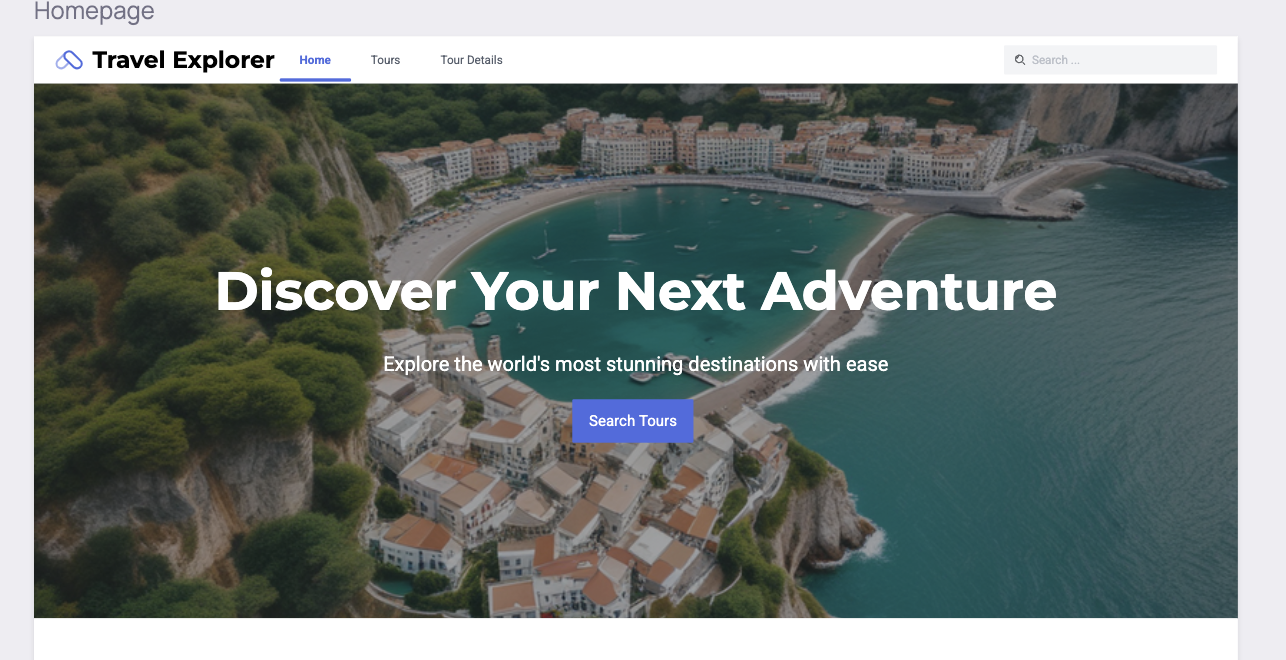 Homepage
Travel Explorer Home Tours Tour Details Search ...
Discover Your Next Adventure
Explore the world's most stunning destinations with ease
Search Tours